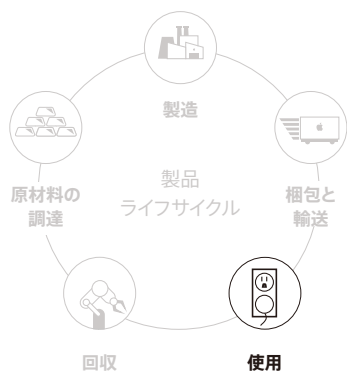 製造
原材料の
調達
製品
ライフサイクル
梱包と
輸送
回収
使用